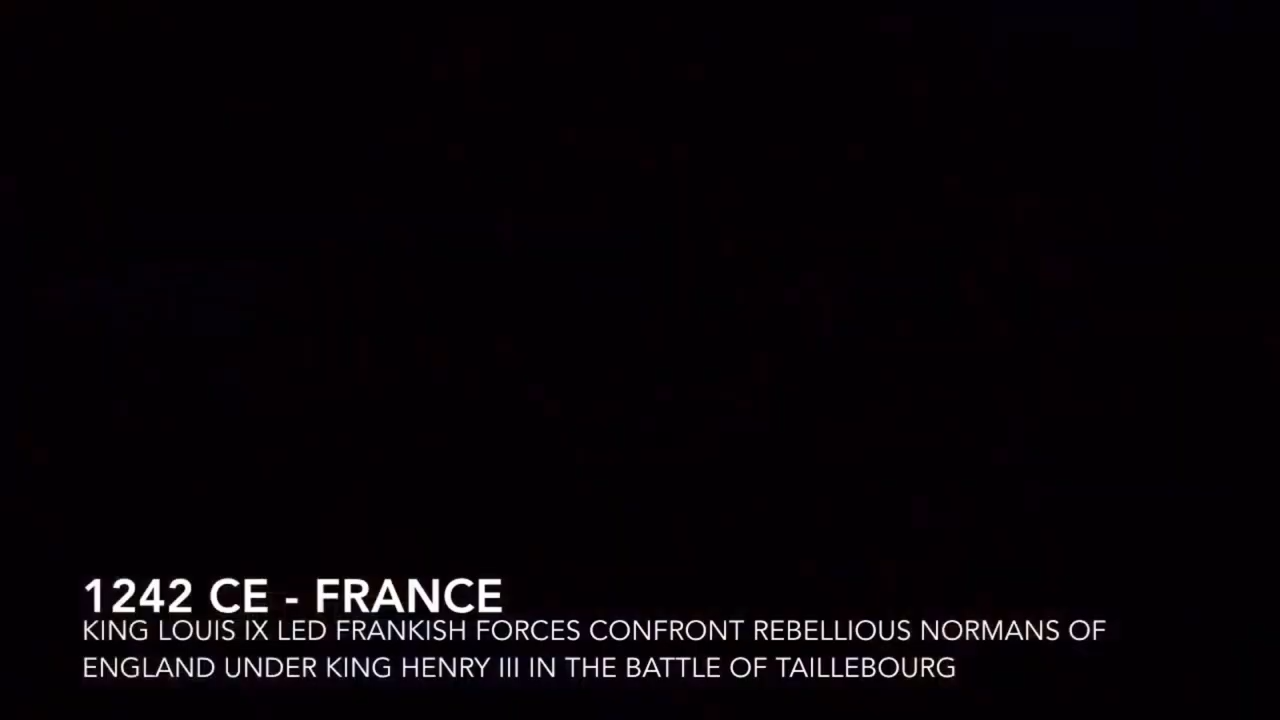 1242 CE - FRANCE
KING LOUIS IX LED FRANKISH FORCES CONFRONT REBELLIOUS NORMANS OF
ENGLAND UNDER KING HENRY III IN THE BATTLE OF TAILLEBOURG